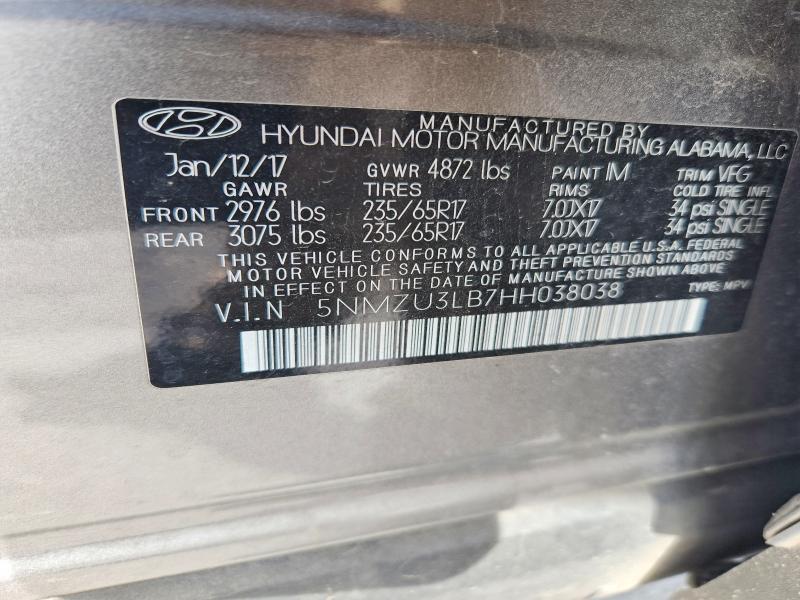 MANUFACTURED BY
HYUNDAI MOTOR MANUFACTURING ALABAMA, LLC
Jan/12/17 GVWR 4872 lbs PAINT IM TRIM VFG
GAWR TIRES RIMS COLD TIRE INFL
FRONT 2976 lbs 235/65R17 7.0JX17 34 psi SINGLE
REAR 3075 lbs 235/65R17 7.0JX17 34 psi SINGLE
THIS VEHICLE CONFORMS TO ALL APPLICABLE U.S.A. FEDERAL
MOTOR VEHICLE SAFETY AND THEFT PREVENTION STANDARDS
IN EFFECT ON THE DATE OF MANUFACTURE SHOWN ABOVE
V.I.N 5NMZU3LB7HH038038 TYPE: MPV